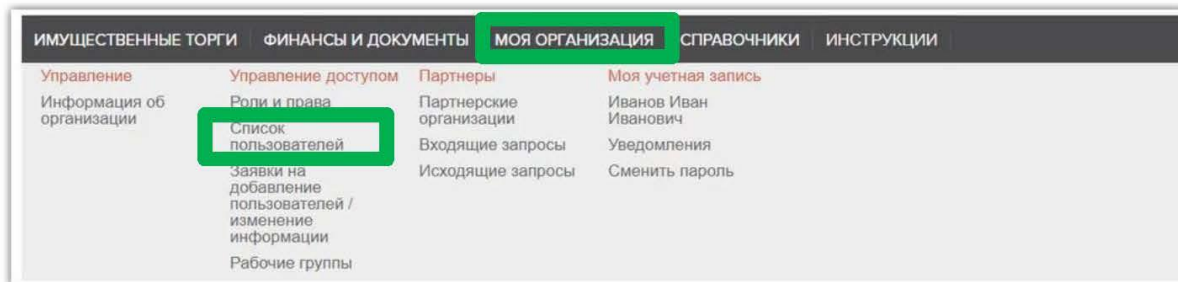 ИМУЩЕСТВЕННЫЕ ТОРГИ ФИНАНСЫ И ДОКУМЕНТЫ МОЯ ОРГАНИЗАЦИЯ СПРАВОЧНИКИ ИНСТРУКЦИИ
Управление
Информация об
организации
Управление доступом
Роли и права
Список
пользователей
Заявки на
добавление
пользователей /
изменение
информации
Рабочие группы
Партнеры
Партнерские
организации
Входящие запросы
Исходящие запросы
Моя учетная запись
Иванов Иван
Иванович
Уведомления
Сменить пароль